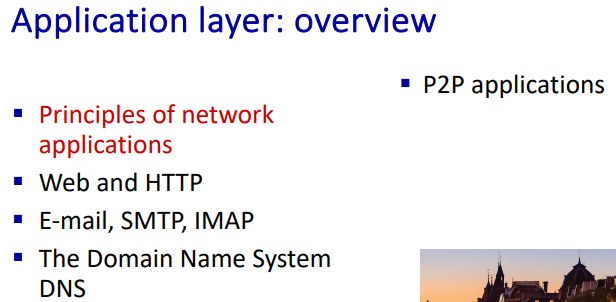 Application layer: overview
Principles of network
applications
Web and HTTP
E-mail, SMTP, IMAP
The Domain Name System
DNS
P2P applications